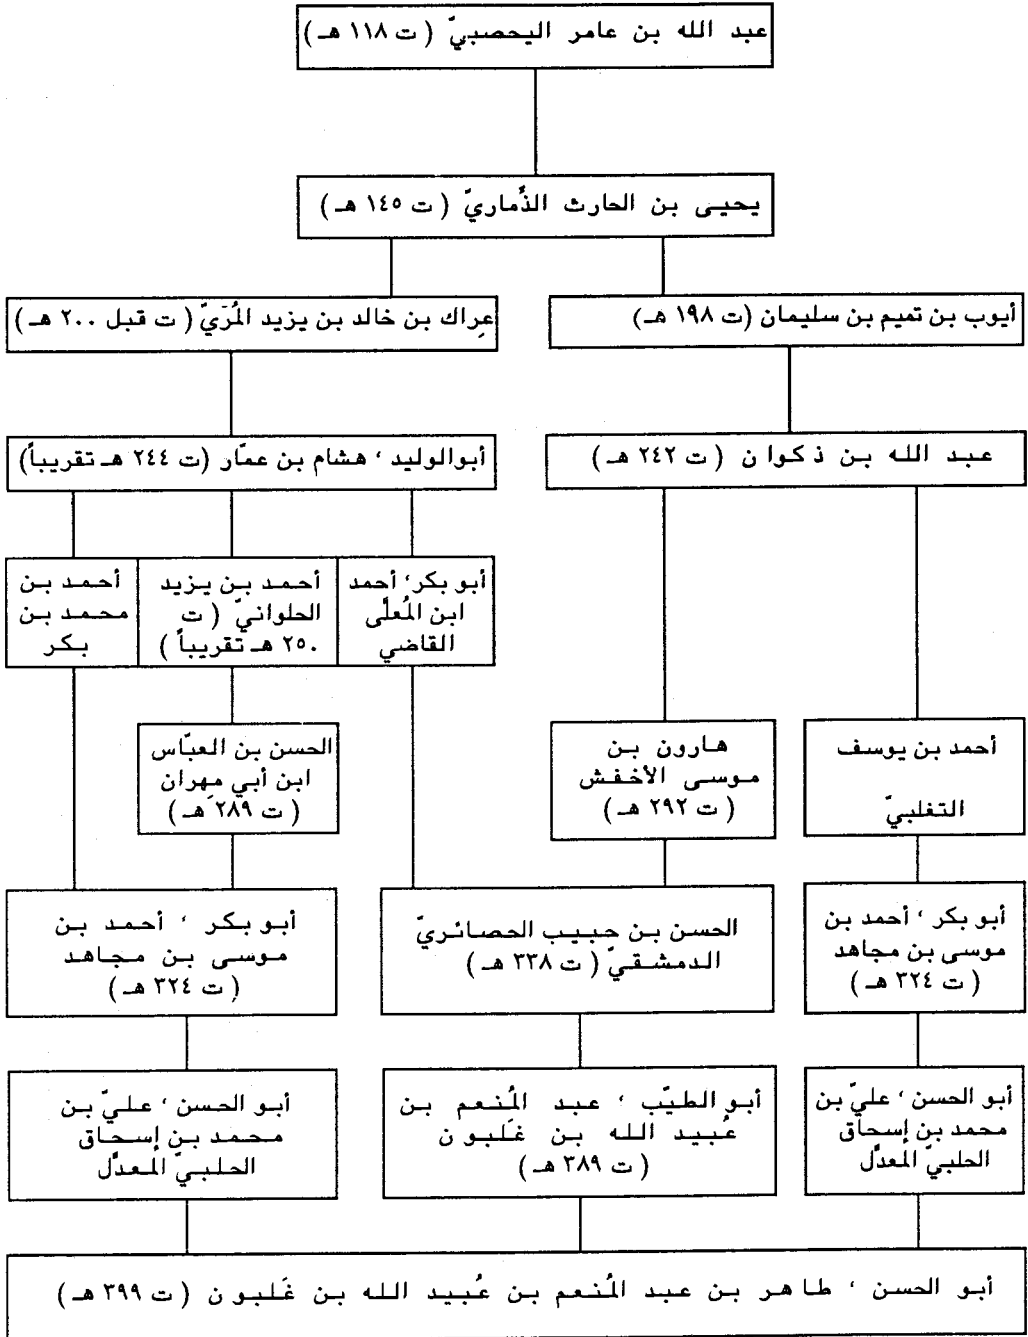 عبد الله بن عامر اليحصبيّ ( ت ١١٨ هـ )
يحيـى بن الحارث الذَّماريّ ( ت ١٤٥ هـ )
أيوب بن تميم بن سليمان (ت ١٩٨ هـ)
عِراك بن خالد بن يزيد المُرَيّ ( ت قبل ٢٠٠ هـ )
عبد الله بن ذكوان ( ت ٢٤٢ هـ )
أبوالوليد ، هشام بن عمّار (ت ٢٤٤ هـ تقريباً)
أبو بكر، أحمد
ابن المُعلَّى
القاضي
أحمد بن يزيد
الحلوانيّ ( ت
٢٥٠ هـ تقريباً )
أحمد بن
محمد بن
بكر
أحمد بن يوسف
التغلبيّ
هارون بن
موسى الأخفش
( ت ٢٩٢ هـ )
الحسن بن العبّاس
ابن أبي مهران
( ت ٢٨٩ هـ )
أبو بكر ، أحمد بن
موسى بن مجاهد
( ت ٣٢٤ هـ )
الحسن بن حبيب الحصائريّ
الدمشقيّ ( ت ٣٣٨ هـ )
أبو بكر ، أحمد بن
موسى بن مجاهد
( ت ٣٢٤ هـ )
أبو الحسن ، عليّ بن
محمد بن إسحاق
الحلبيّ المعدَّل
أبو الطيّب ، عبد المُنعم بن
عُبيد الله بن غَلبون
( ت ٣٨٩ هـ )
أبو الحسن ، عليّ بن
محمد بن إسحاق
الحلبيّ المعدَّل
أبو الحسن ، طاهر بن عبد المُنعم بن عُبيد الله بن غَلبون ( ت ٣٩٩ هـ )